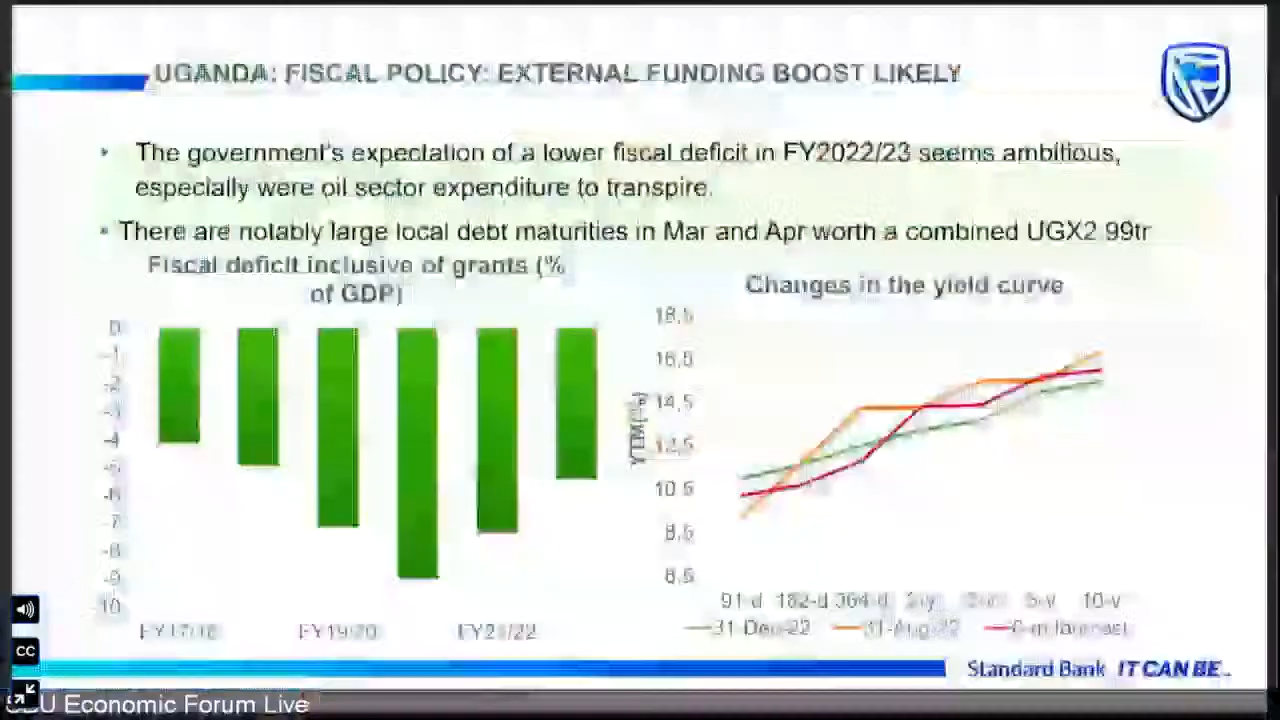 UGANDA: FISCAL POLICY: EXTERNAL FUNDING BOOST LIKELY
• The government's expectation of a lower fiscal deficit in FY2022/23 seems ambitious,
especially were oil sector expenditure to transpire.
• There are notably large local debt maturities in Mar and Apr worth a combined UGX2.99tr
Fiscal deficit inclusive of grants (%
of GDP)
0
-1
-2
-3
-4
-5
-6
-7
-8
-9
-10
FY17/18
FY19/20
FY21/22
Changes in the yield curve
YTM(%)
18.5
16.5
14.5
12.5
10.5
8.5
6.5
91-d 182-d 364-d 2-y 5-y 10-y
31-Dec-22 31-Aug-22 forecast
Standard Bank IT CAN BE
CC
Economic Forum Live